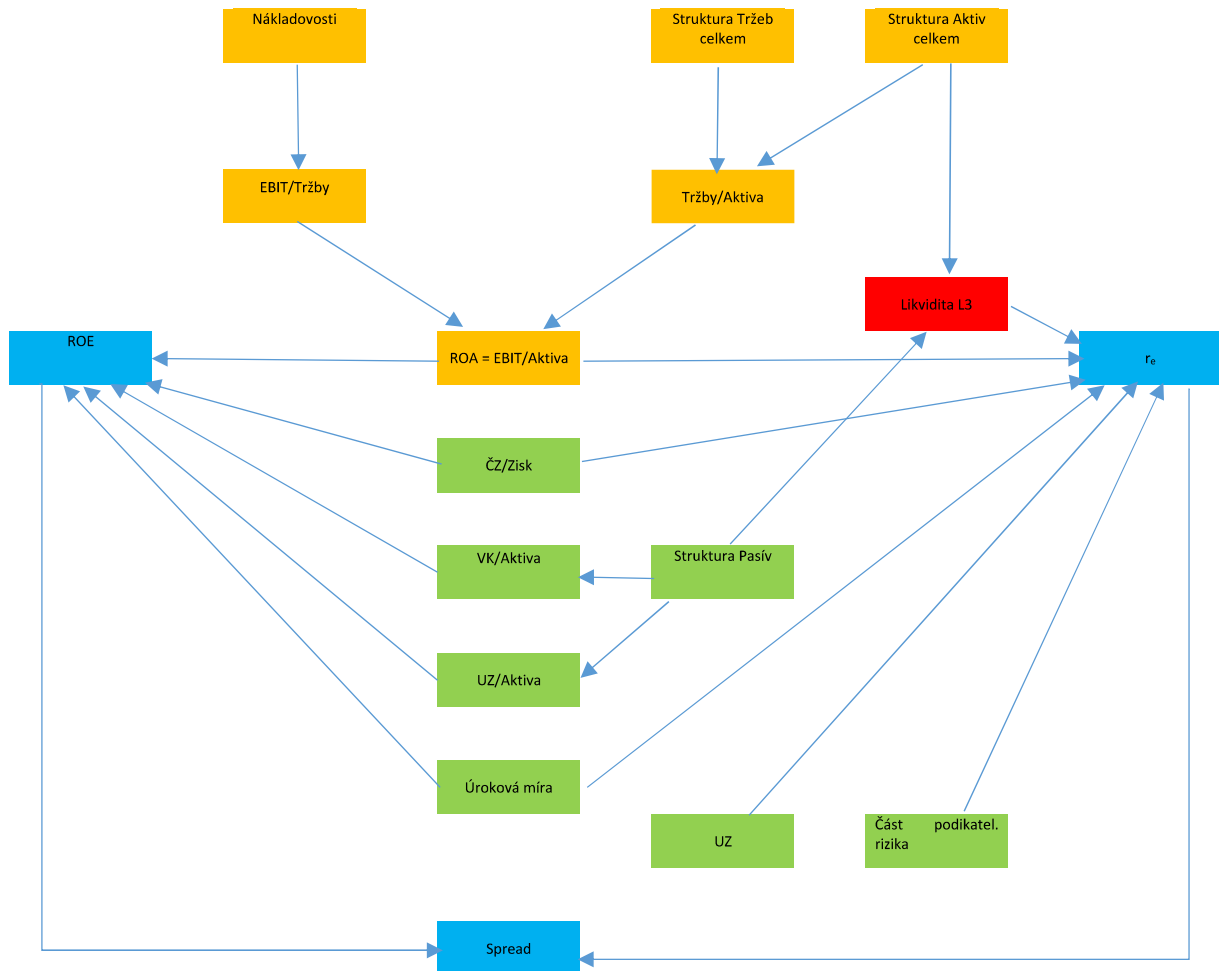 Nákladovosti
Struktura Tržeb
celkem
Struktura Aktiv
celkem
EBIT/Tržby
Tržby/Aktiva
Likvidita L3
ROE
ROA = EBIT/Aktiva
rₑ
ČZ/Zisk
VK/Aktiva
Struktura Pasív
UZ/Aktiva
Úroková míra
UZ
Část podikatel.
rizika
Spread